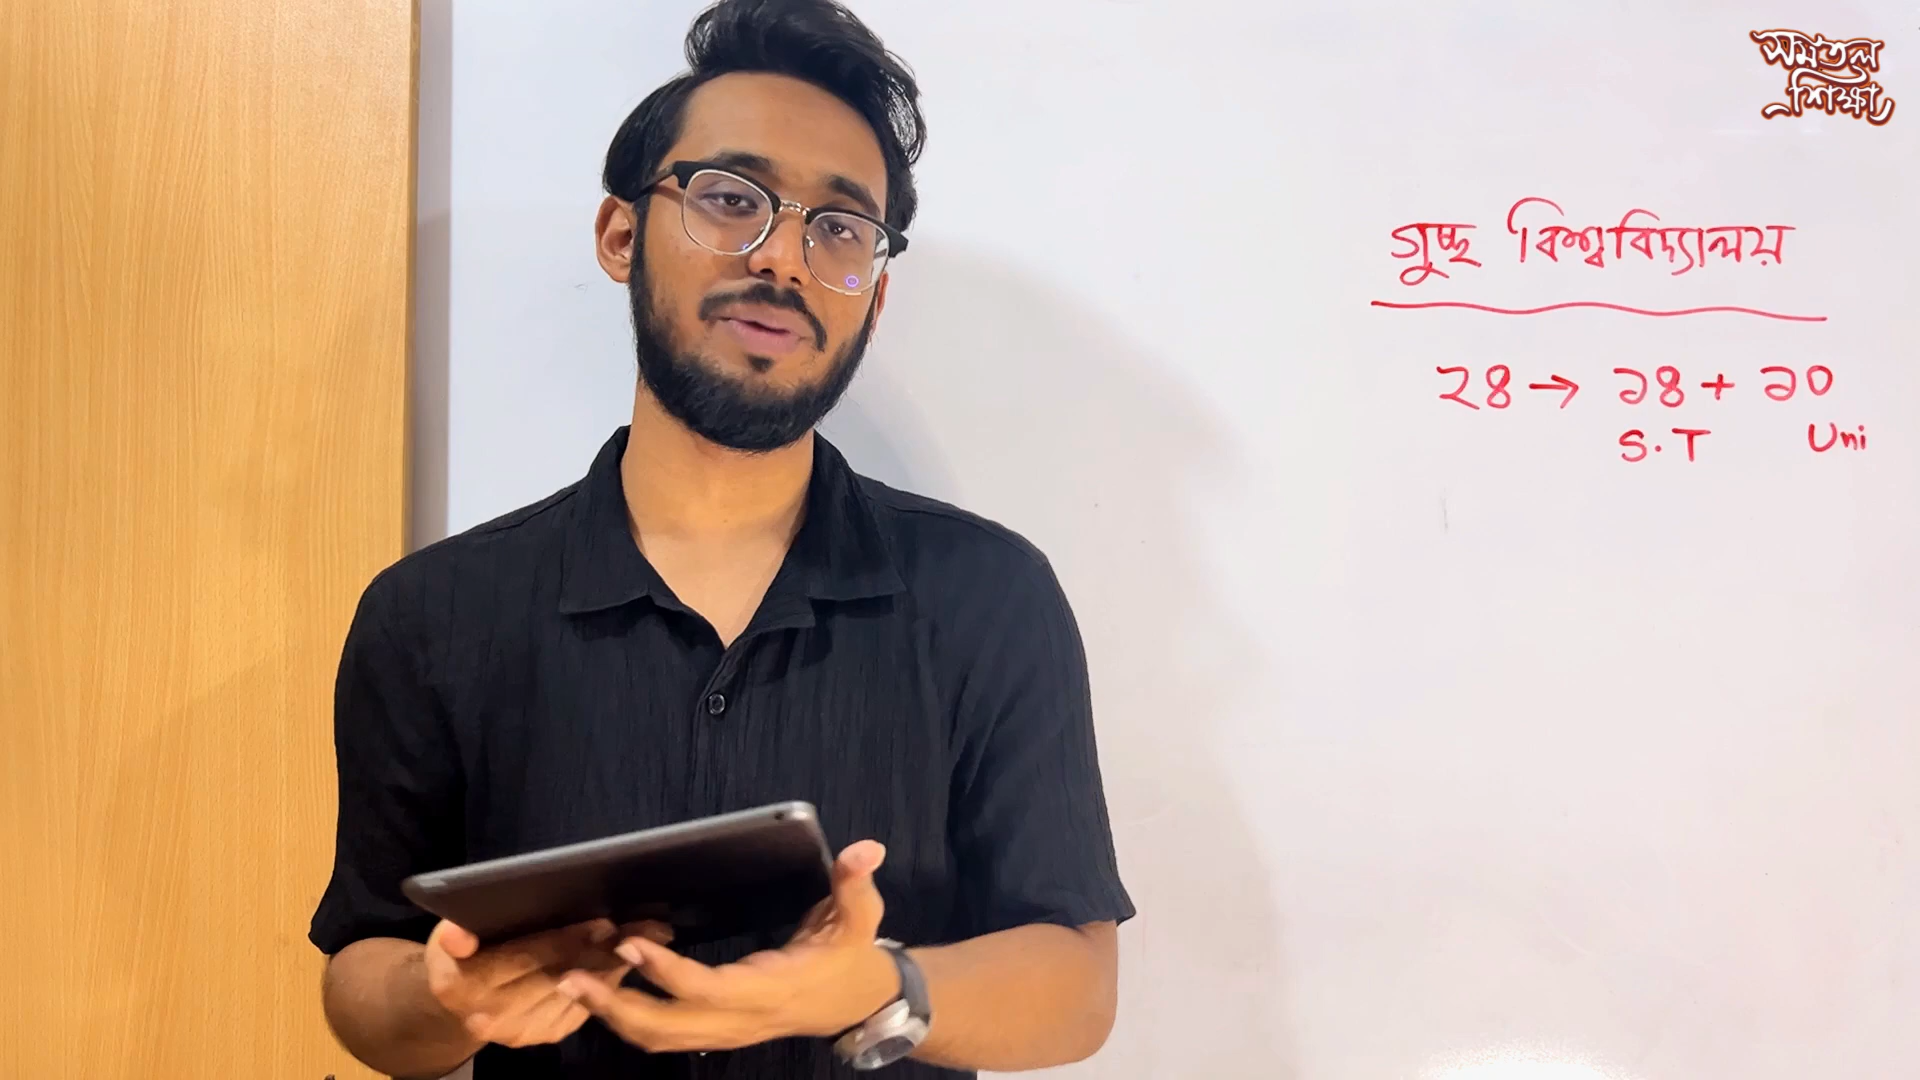 সমতল
শিক্ষা
গুচ্ছ বিশ্ববিদ্যালয়
২৪ → ১৪ + ১০
S.T Uni